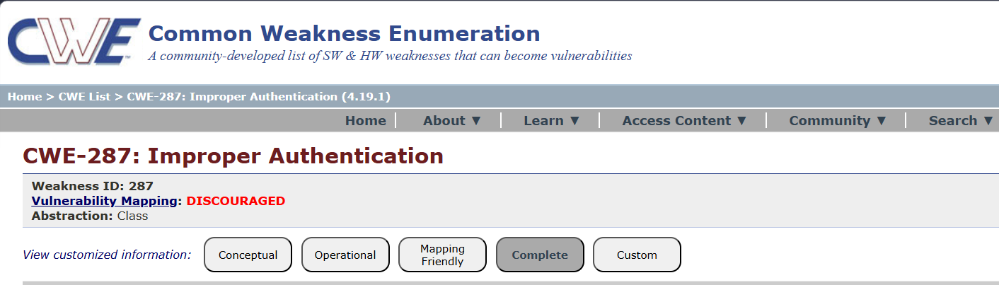 CWE™
Common Weakness Enumeration
A community-developed list of SW & HW weaknesses that can become vulnerabilities
Home > CWE List > CWE-287: Improper Authentication (4.19.1)
Home About ▼ Learn ▼ Access Content ▼ Community ▼ Search ▼
CWE-287: Improper Authentication
Weakness ID: 287
Vulnerability Mapping: DISCOURAGED
Abstraction: Class
View customized information: Conceptual Operational Mapping Friendly Complete Custom